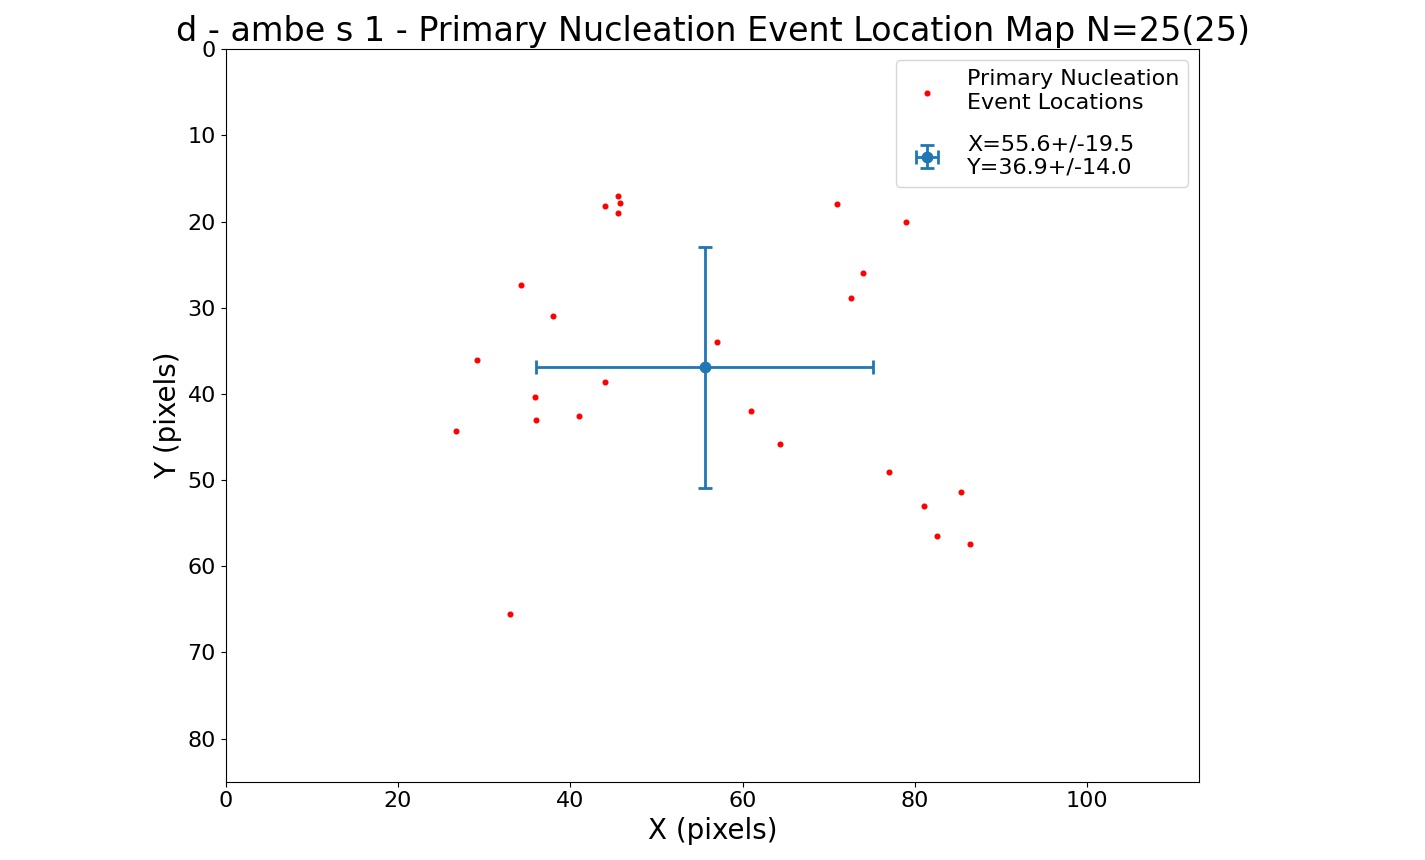 d - ambe s 1 - Primary Nucleation Event Location Map N=25(25)
Primary Nucleation
Event Locations
X=55.6+/-19.5
Y=36.9+/-14.0
0
10
20
30
40
50
60
70
80
Y (pixels)
0 20 40 60 80 100
X (pixels)